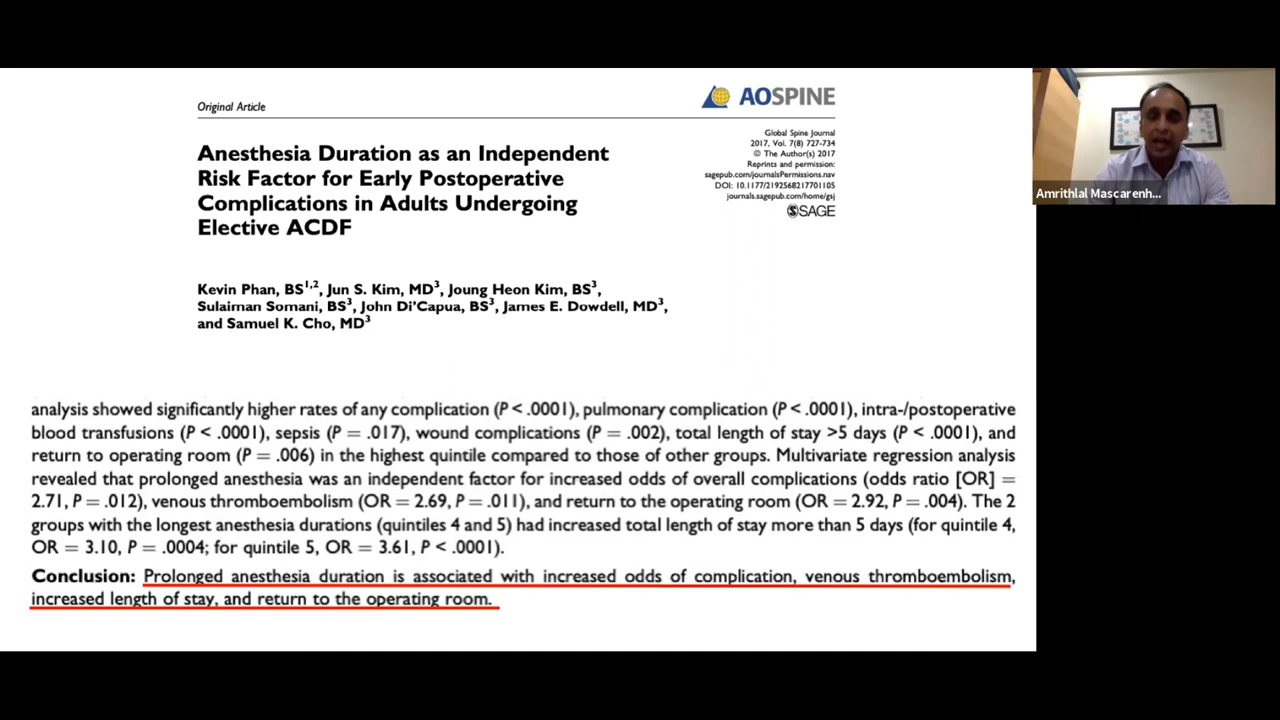 Original Article
AOSPINE
Global Spine Journal
2017, Vol. 7(8) 727-734
© The Author(s) 2017
Reprints and permission:
sagepub.com/journalsPermissions.nav
DOI: 10.1177/2192568217701105
journals.sagepub.com/home/gsj
SAGE
Anesthesia Duration as an Independent
Risk Factor for Early Postoperative
Complications in Adults Undergoing
Elective ACDF
Kevin Phan, BS1,2, Jun S. Kim, MD3, Joung Heon Kim, BS3,
Sulaiman Somani, BS3, John Di'Capua, BS3, James E. Dowdell, MD3,
and Samuel K. Cho, MD3
analysis showed significantly higher rates of any complication (P < .0001), pulmonary complication (P < .0001), intra-/postoperative
blood transfusions (P < .0001), sepsis (P = .017), wound complications (P = .002), total length of stay >5 days (P < .0001), and
return to operating room (P = .006) in the highest quintile compared to those of other groups. Multivariate regression analysis
revealed that prolonged anesthesia was an independent factor for increased odds of overall complications (odds ratio [OR] =
2.71, P = .012), venous thromboembolism (OR = 2.69, P = .011), and return to the operating room (OR = 2.92, P = .004). The 2
groups with the longest anesthesia durations (quintiles 4 and 5) had increased total length of stay more than 5 days (for quintile 4,
OR = 3.10, P = .0004; for quintile 5, OR = 3.61, P < .0001).
Conclusion: Prolonged anesthesia duration is associated with increased odds of complication, venous thromboembolism,
increased length of stay, and return to the operating room.
Amrithlal Mascarenh...